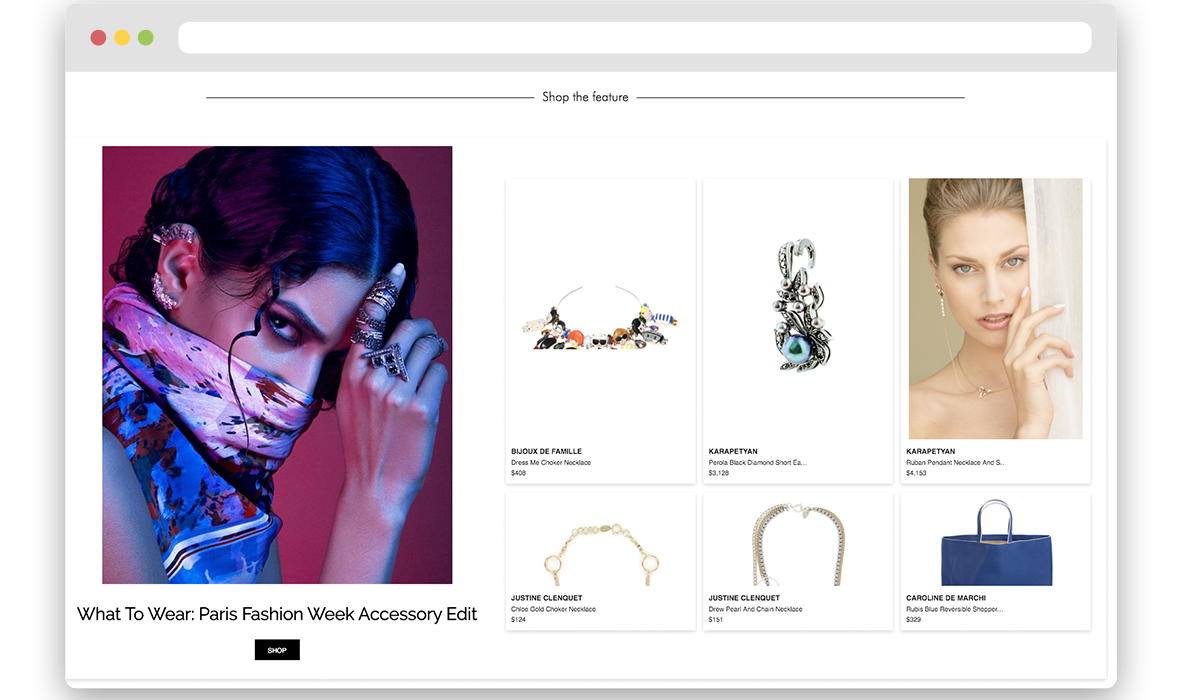 Shop the feature
BIJOUX DE FAMILLE
Dress Me Choker Necklace
$408
KARAPETYAN
Perola Black Diamond Short Ea...
$3,128
KARAPETYAN
Ruban Pendant Necklace And S..
$4,153
JUSTINE CLENQUET
Chloe Gold Choker Necklace
$124
JUSTINE CLENQUET
Drew Pearl And Chain Necklace
$151
CAROLINE DE MARCHI
Rubis Blue Reversible Shopper...
$329
What To Wear: Paris Fashion Week Accessory Edit
SHOP